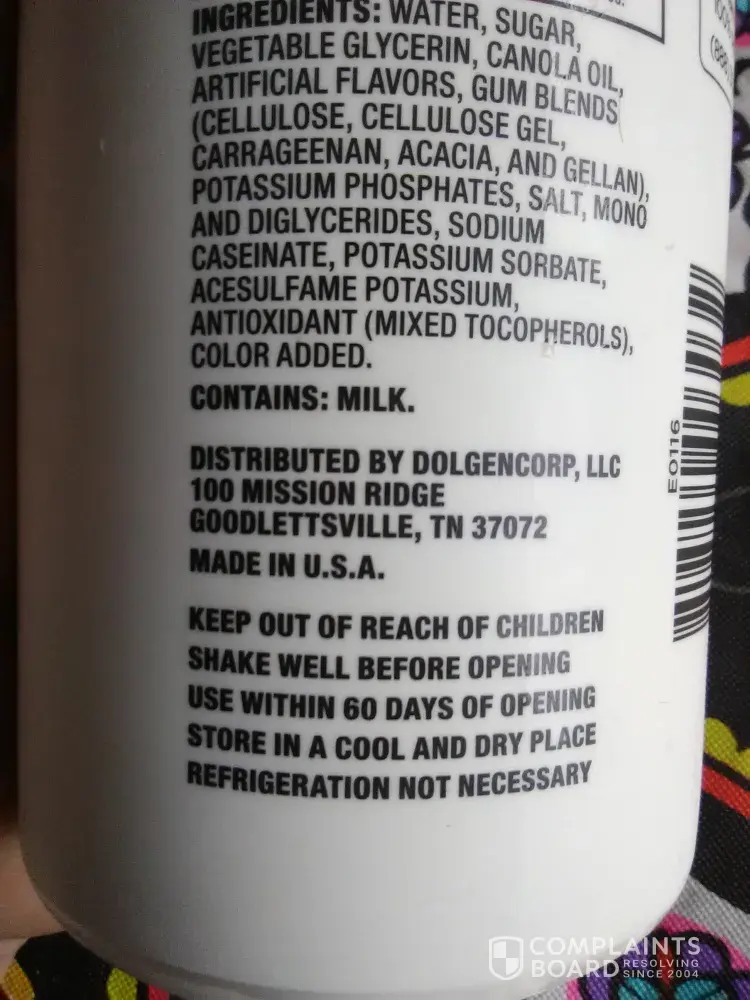 INGREDIENTS: WATER, SUGAR,
VEGETABLE GLYCERIN, CANOLA OIL,
ARTIFICIAL FLAVORS, GUM BLENDS
(CELLULOSE, CELLULOSE GEL,
CARRAGEENAN, ACACIA, AND GELLAN),
POTASSIUM PHOSPHATES, SALT, MONO
AND DIGLYCERIDES, SODIUM
CASEINATE, POTASSIUM SORBATE,
ACESULFAME POTASSIUM,
ANTIOXIDANT (MIXED TOCOPHEROLS),
COLOR ADDED.
CONTAINS: MILK.
DISTRIBUTED BY DOLGENCORP, LLC
100 MISSION RIDGE
GOODLETTSVILLE, TN 37072
MADE IN U.S.A.
KEEP OUT OF REACH OF CHILDREN
SHAKE WELL BEFORE OPENING
USE WITHIN 60 DAYS OF OPENING
STORE IN A COOL AND DRY PLACE
REFRIGERATION NOT NECESSARY
E0116
COMPLAINTS
BOARD RESOLVING SINCE 2004